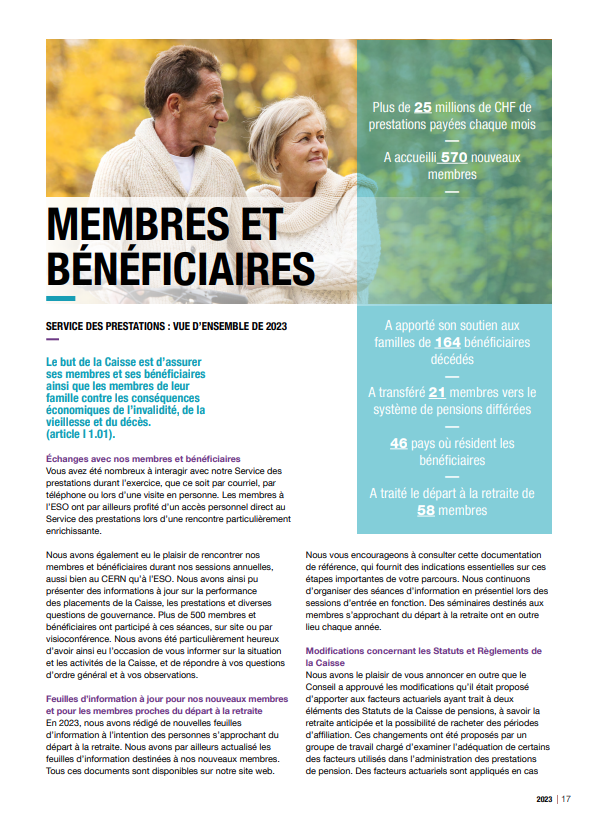 Plus de 25 millions de CHF de
prestations payées chaque mois
A accueilli 570 nouveaux
membres
MEMBRES ET
BÉNÉFICIAIRES
SERVICE DES PRESTATIONS : VUE D'ENSEMBLE DE 2023
Le but de la Caisse est d'assurer
ses membres et ses bénéficiaires
ainsi que les membres de leur
famille contre les conséquences
économiques de l'invalidité, de la
vieillesse et du décès.
(article I 1.01).
A apporté son soutien aux
familles de 164 bénéficiaires
décédés
A transféré 21 membres vers le
système de pensions différées
46 pays où résident les
bénéficiaires
A traité le départ à la retraite de
58 membres
Échanges avec nos membres et bénéficiaires
Vous avez été nombreux à interagir avec notre Service des
prestations durant l'exercice, que ce soit par courriel, par
téléphone ou lors d'une visite en personne. Les membres à
l'ESO ont par ailleurs profité d'un accès personnel direct au
Service des prestations lors d'une rencontre particulièrement
enrichissante.
Nous avons également eu le plaisir de rencontrer nos
membres et bénéficiaires durant nos sessions annuelles,
aussi bien au CERN qu'à l'ESO. Nous avons ainsi pu
présenter des informations à jour sur la performance
des placements de la Caisse, les prestations et diverses
questions de gouvernance. Plus de 500 membres et
bénéficiaires ont participé à ces séances, sur site ou par
visioconférence. Nous avons été particulièrement heureux
d'avoir ainsi eu l'occasion de vous informer sur la situation
et les activités de la Caisse, et de répondre à vos questions
d'ordre général et à vos observations.
Feuilles d'information à jour pour nos nouveaux membres
et pour les membres proches du départ à la retraite
En 2023, nous avons rédigé de nouvelles feuilles
d'information à l'intention des personnes s'approchant du
départ à la retraite. Nous avons par ailleurs actualisé les
feuilles d'information destinées à nos nouveaux membres.
Tous ces documents sont disponibles sur notre site web.
Nous vous encourageons à consulter cette documentation
de référence, qui fournit des indications essentielles sur ces
étapes importantes de votre parcours. Nous continuons
d'organiser des séances d'information en présentiel lors des
sessions d'entrée en fonction. Des séminaires destinés aux
membres s'approchant du départ à la retraite ont en outre
lieu chaque année.
Modifications concernant les Statuts et Règlements de
la Caisse
Nous avons le plaisir de vous annoncer en outre que le
Conseil a approuvé les modifications qu'il était proposé
d'apporter aux facteurs actuariels ayant trait à deux
éléments des Statuts de la Caisse de pensions, à savoir la
retraite anticipée et la possibilité de racheter des périodes
d'affiliation. Ces changements ont été proposés par un
groupe de travail chargé d'examiner l'adéquation de certains
des facteurs utilisés dans l'administration des prestations
de pension. Des facteurs actuariels sont appliqués en cas
2023 | 17